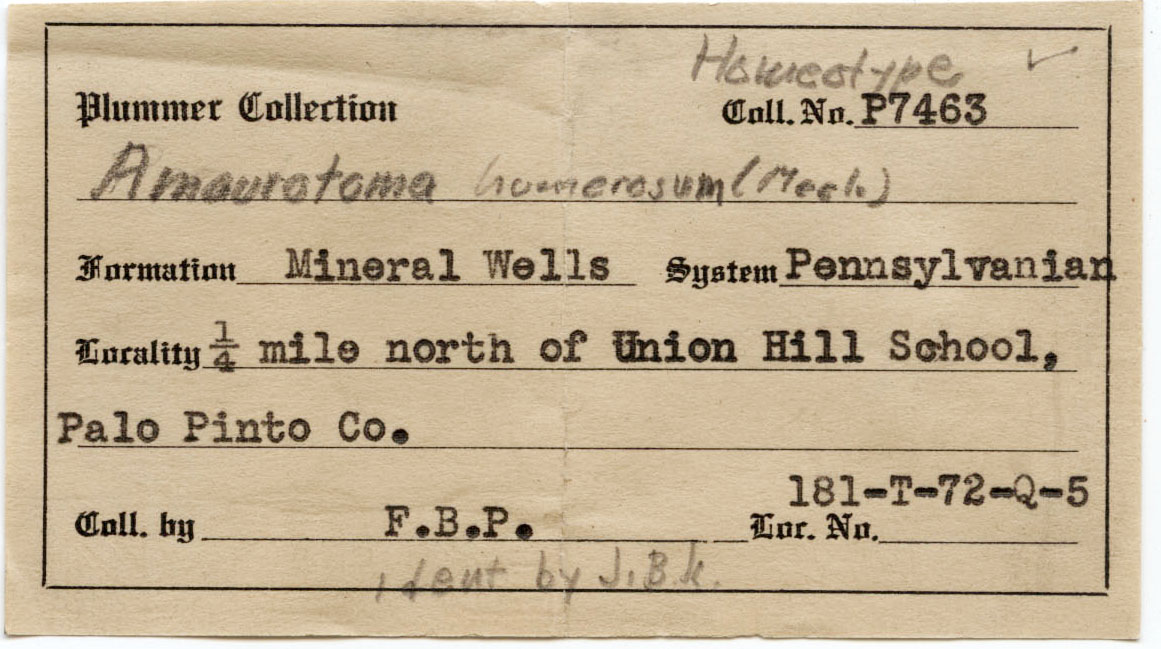 Homeotype ✓
Plummer Collection Coll. No. P7463
Amaurotoma humerosum (Meek)
Formation Mineral Wells System Pennsylvanian
Locality ¼ mile north of Union Hill School,
Palo Pinto Co.
181-T-72-Q-5
Coll. by F.B.P. Loc. No.
ident by J.B.K.